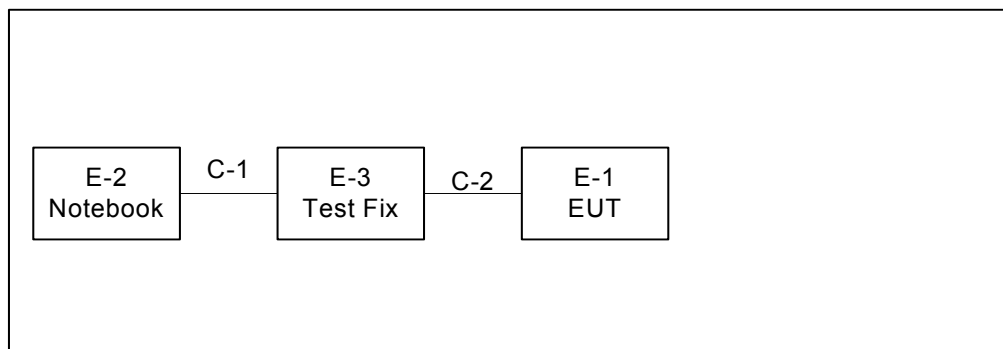 E-2
Notebook
C-1
E-3
Test Fix
C-2
E-1
EUT